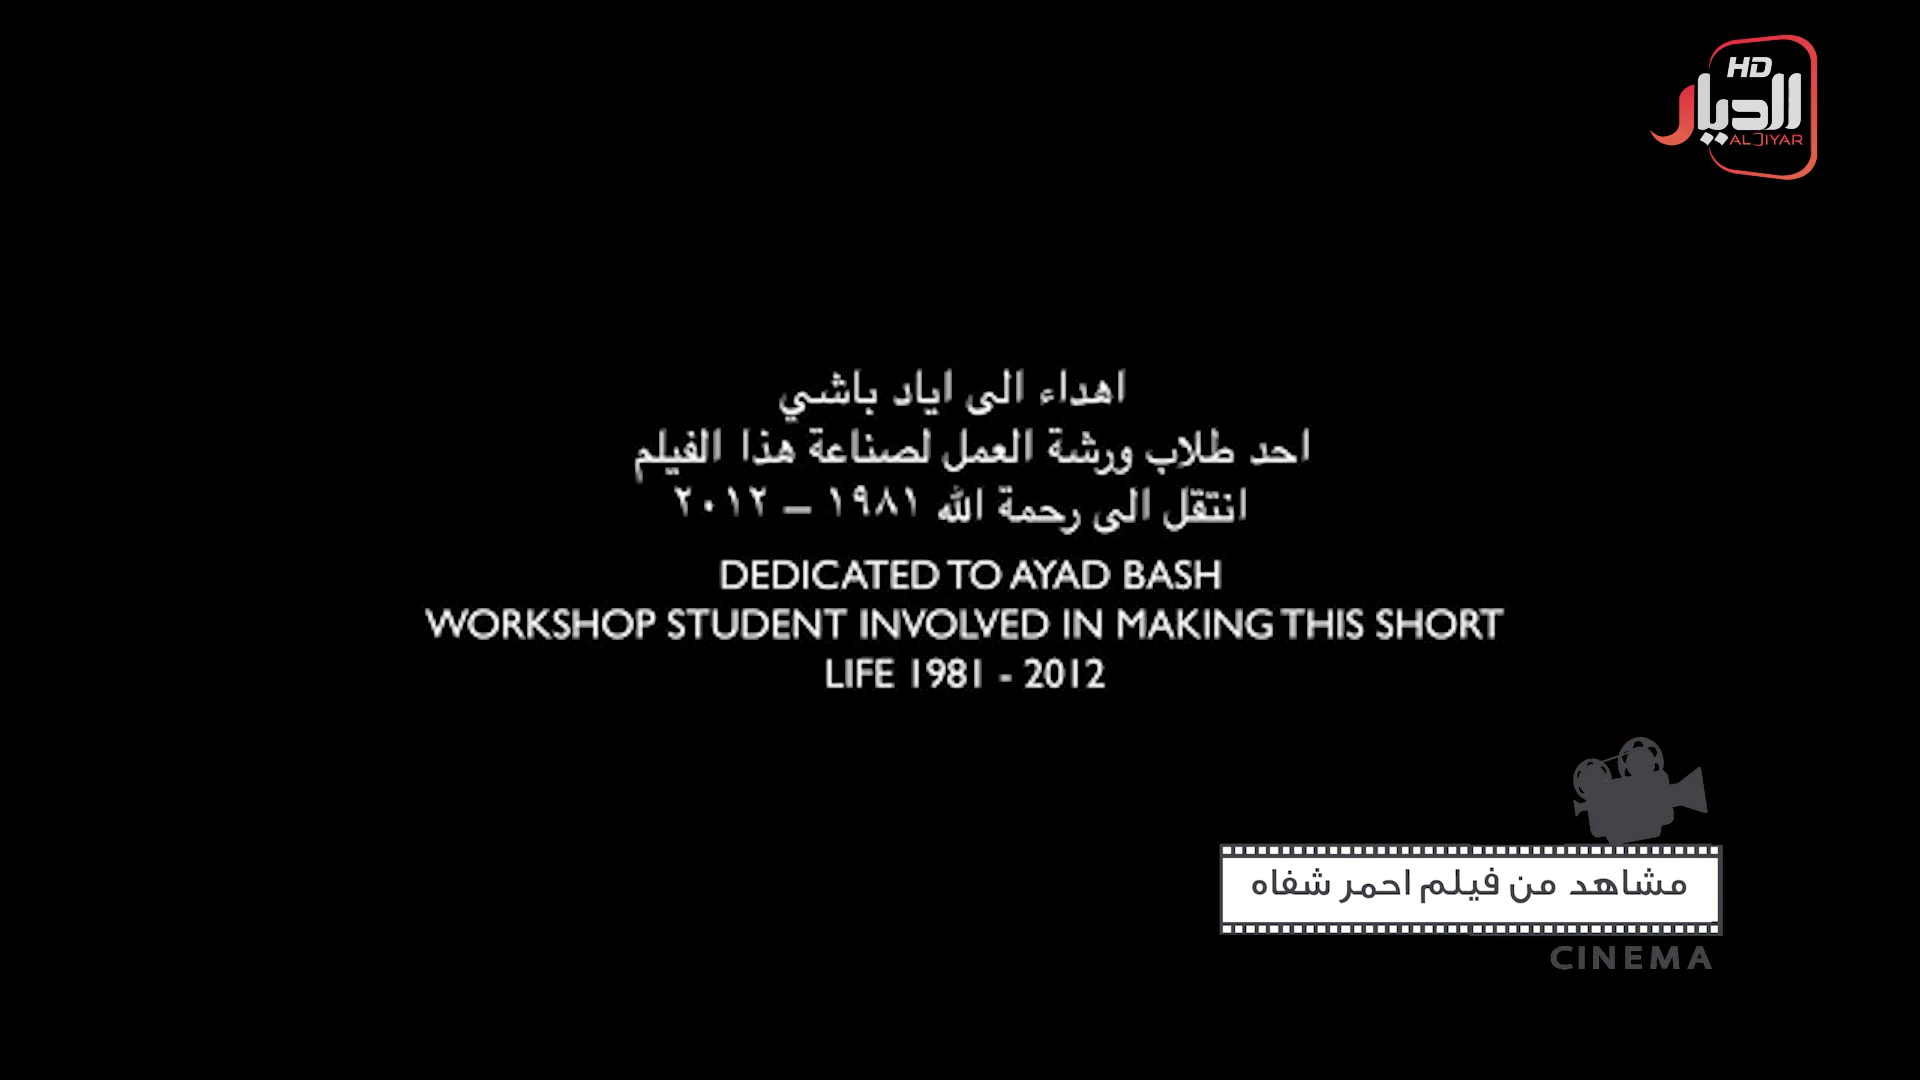 HD
الديار
ALDIYAR
اهداء الى اياد باشي
احد طلاب ورشة العمل لصناعة هذا الفيلم
انتقل الى رحمة الله ١٩٨١ – ٢٠١٢
DEDICATED TO AYAD BASH
WORKSHOP STUDENT INVOLVED IN MAKING THIS SHORT
LIFE 1981 - 2012
مشاهد من فيلم احمر شفاه
CINEMA